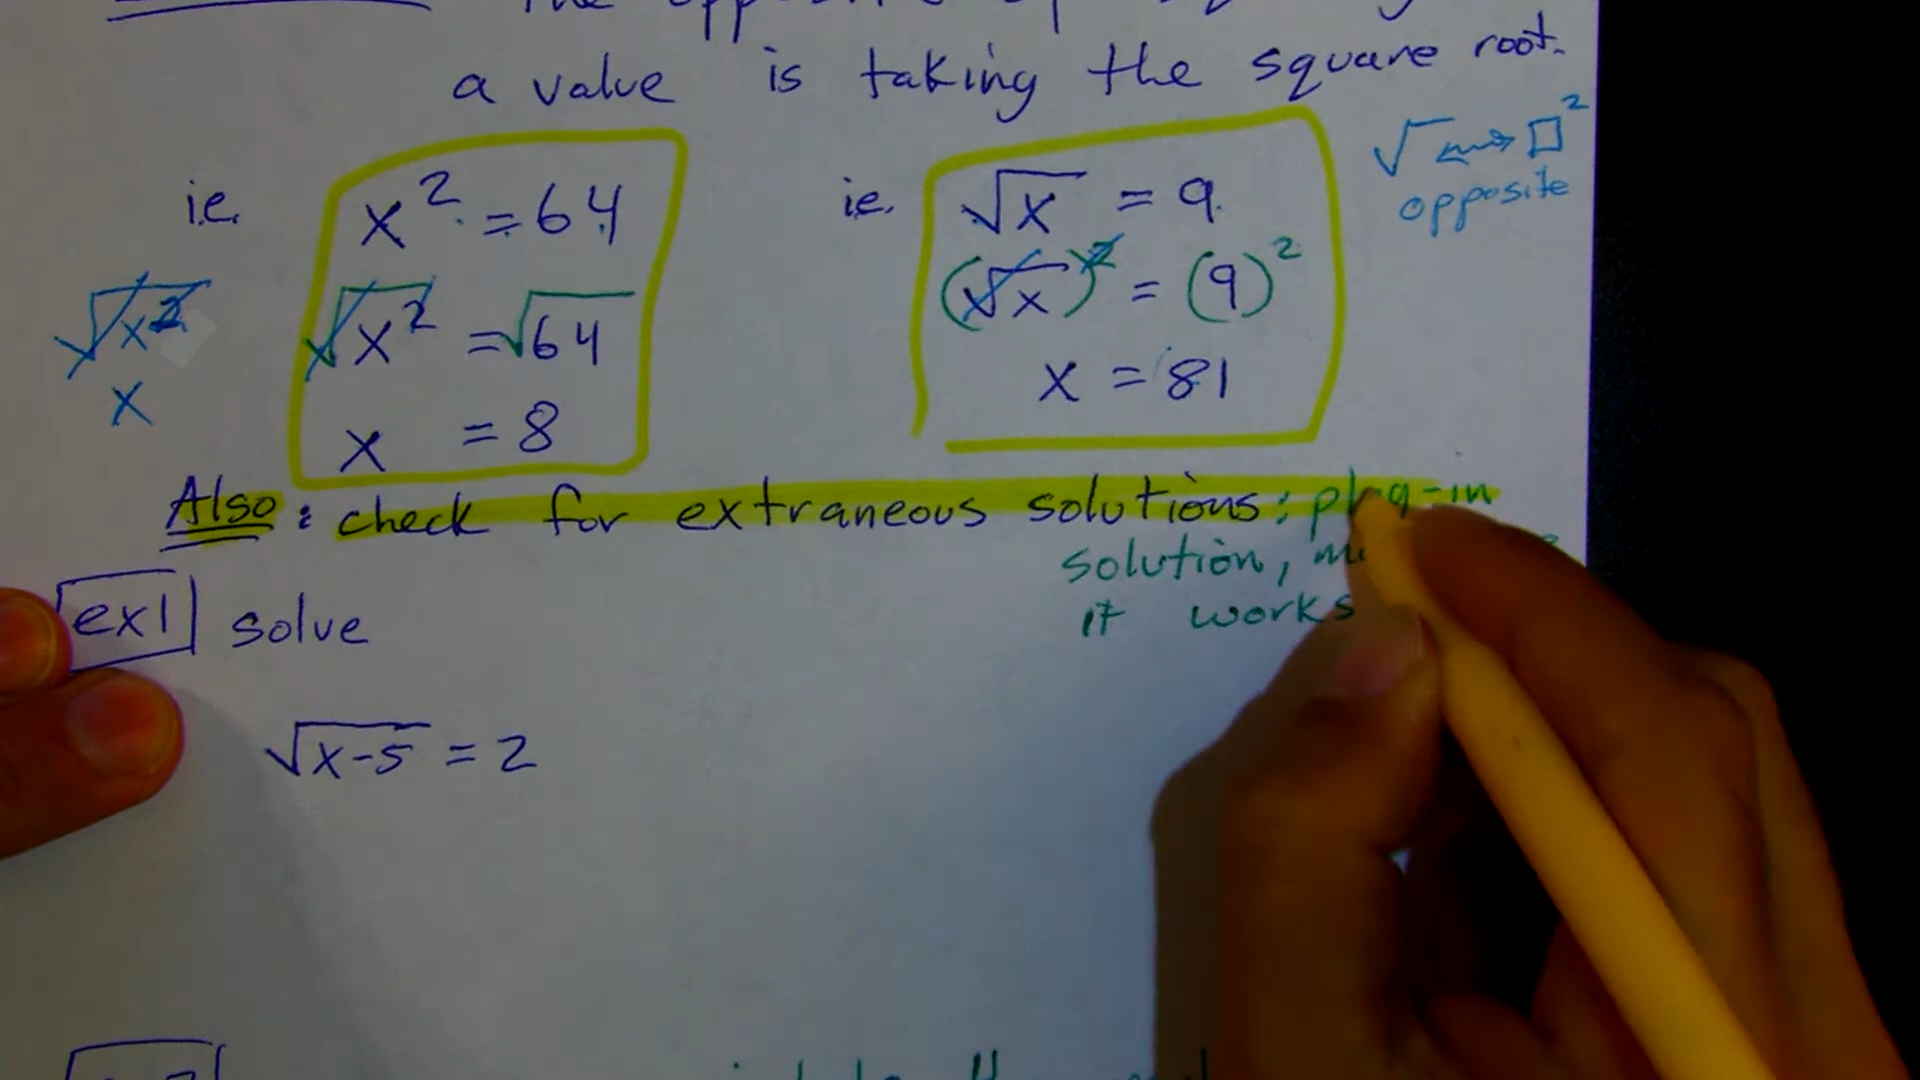 a value is taking the square root.
√ ⟷ □²
opposite
i.e.
x² = 64
√x² = √64
x = 8
√x²
x
i.e.
√x = 9
(√x)² = (9)²
x = 81
Also: check for extraneous solutions: plug-in
solution,
it works
ex1 solve
√x-5 = 2